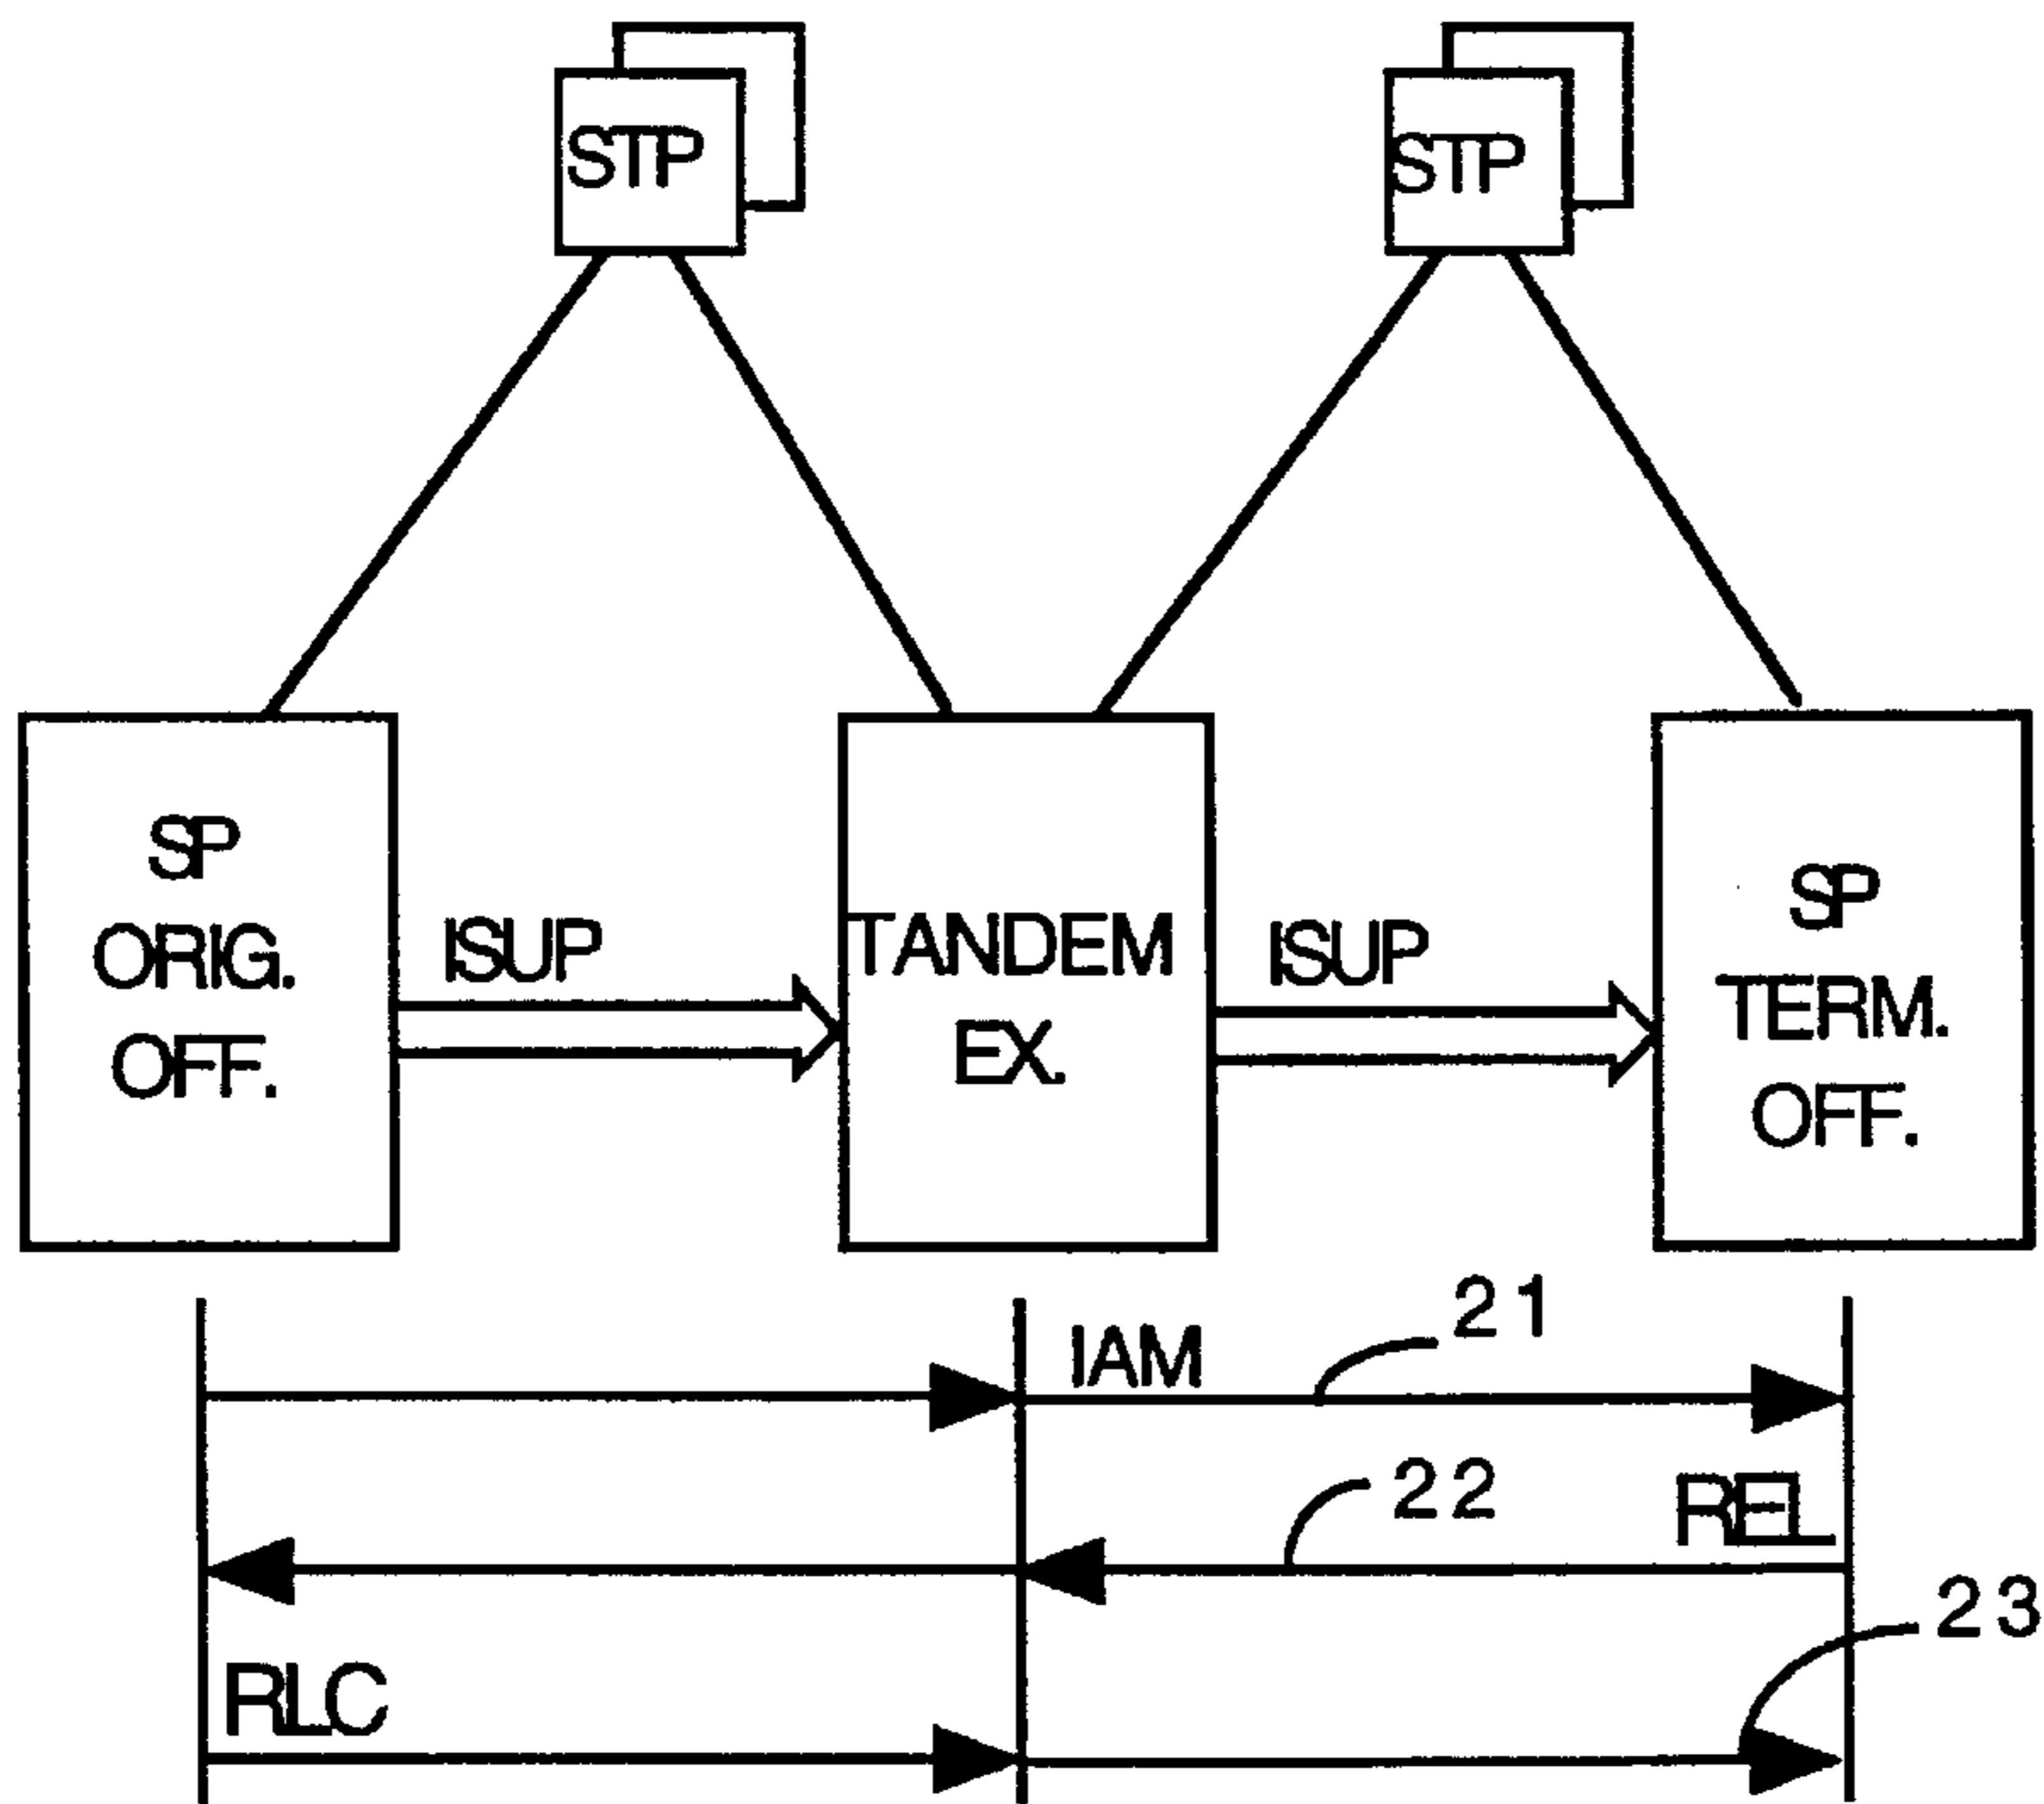 STP
STP
SP
ORIG.
OFF.
ISUP
TANDEM
EX.
ISUP
SP
TERM.
OFF.
21
IAM
22
REL
23
RLC